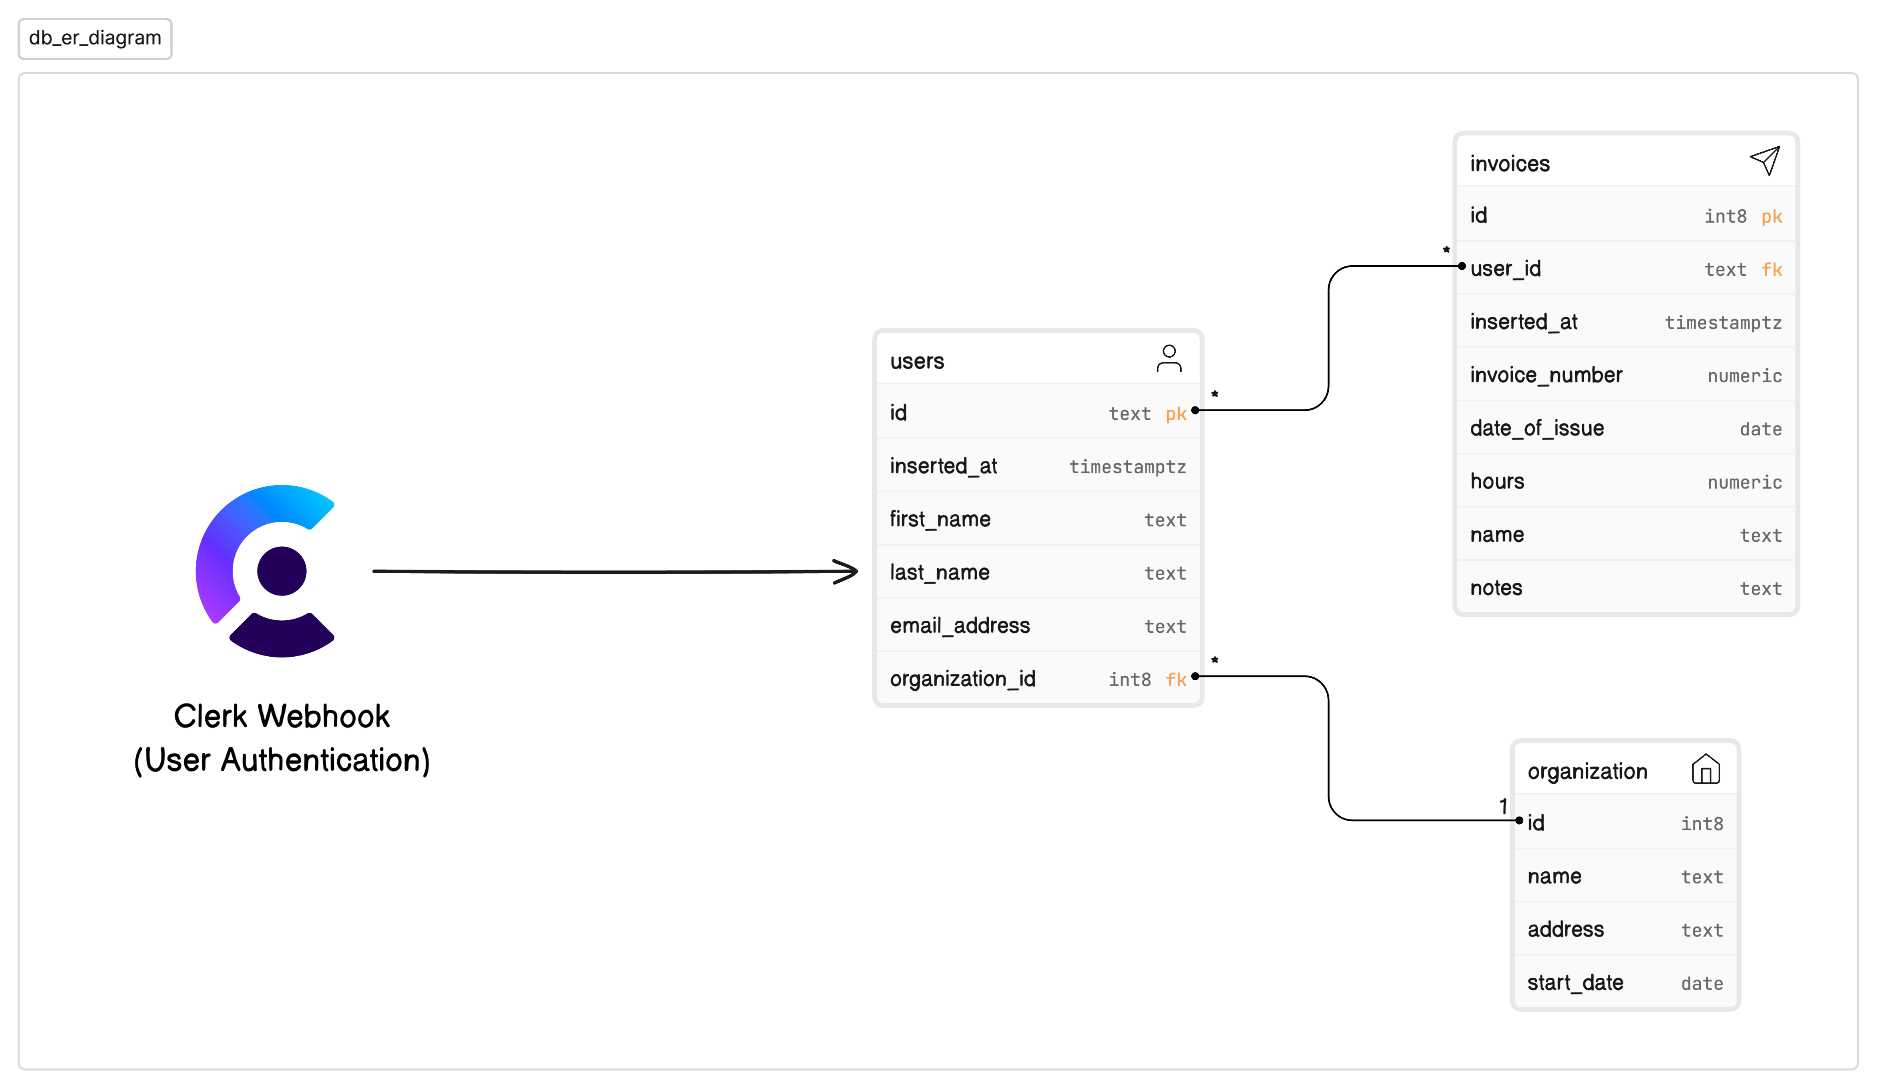 db_er_diagram
invoices
id int8 pk
*
user_id text fk
inserted_at timestamptz
invoice_number numeric
date_of_issue date
hours numeric
name text
notes text
users
*
id text pk
inserted_at timestamptz
first_name text
last_name text
email_address text
*
organization_id int8 fk
Clerk Webhook
(User Authentication)
organization
1
id int8
name text
address text
start_date date